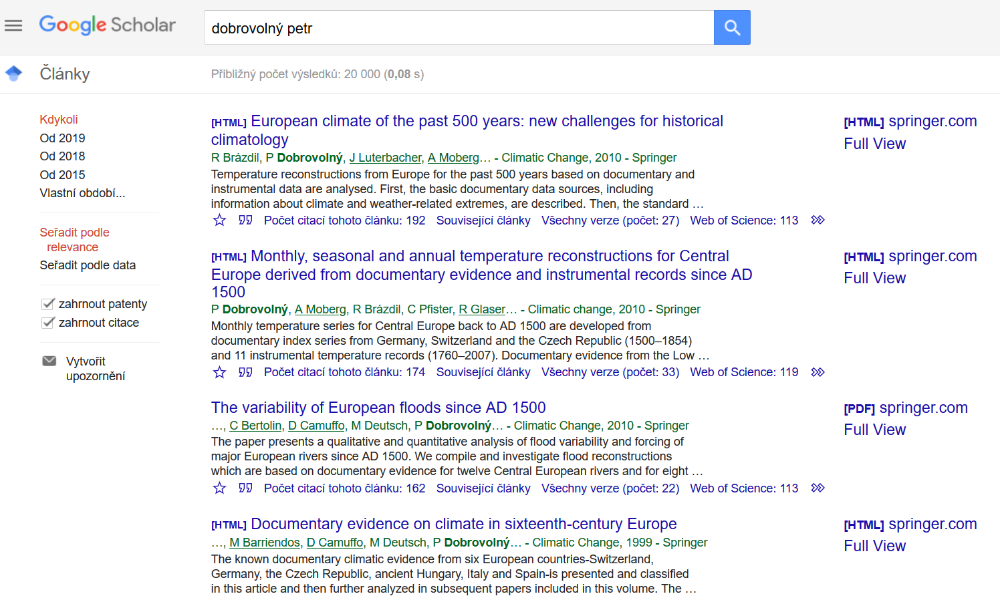 Google Scholar
dobrovolný petr
Články
Přibližný počet výsledků: 20 000 (0,08 s)
Kdykoli
Od 2019
Od 2018
Od 2015
Vlastní období...
Seřadit podle
relevance
Seřadit podle data
zahrnout patenty
zahrnout citace
Vytvořit
upozornění
[HTML] European climate of the past 500 years: new challenges for historical
climatology
R Brázdil, P Dobrovolný, J Luterbacher, A Moberg… - Climatic Change, 2010 - Springer
Temperature reconstructions from Europe for the past 500 years based on documentary and
instrumental data are analysed. First, the basic documentary data sources, including
information about climate and weather-related extremes, are described. Then, the standard …
Počet citací tohoto článku: 192 Související články Všechny verze (počet: 27) Web of Science: 113
[HTML] springer.com
Full View
[HTML] Monthly, seasonal and annual temperature reconstructions for Central
Europe derived from documentary evidence and instrumental records since AD
1500
P Dobrovolný, A Moberg, R Brázdil, C Pfister, R Glaser… - Climatic change, 2010 - Springer
Monthly temperature series for Central Europe back to AD 1500 are developed from
documentary index series from Germany, Switzerland and the Czech Republic (1500–1854)
and 11 instrumental temperature records (1760–2007). Documentary evidence from the Low …
Počet citací tohoto článku: 174 Související články Všechny verze (počet: 33) Web of Science: 119
[HTML] springer.com
Full View
The variability of European floods since AD 1500
…, C Bertolin, D Camuffo, M Deutsch, P Dobrovolný… - Climatic Change, 2010 - Springer
The paper presents a qualitative and quantitative analysis of flood variability and forcing of
major European rivers since AD 1500. We compile and investigate flood reconstructions
which are based on documentary evidence for twelve Central European rivers and for eight …
Počet citací tohoto článku: 162 Související články Všechny verze (počet: 22) Web of Science: 113
[PDF] springer.com
Full View
[HTML] Documentary evidence on climate in sixteenth-century Europe
…, M Barriendos, D Camuffo, M Deutsch, P Dobrovolný… - Climatic Change, 1999 - Springer
The known documentary climatic evidence from six European countries-Switzerland,
Germany, the Czech Republic, ancient Hungary, Italy and Spain-is presented and classified
in this article and then further analyzed in subsequent papers included in this volume. The …
[HTML] springer.com
Full View